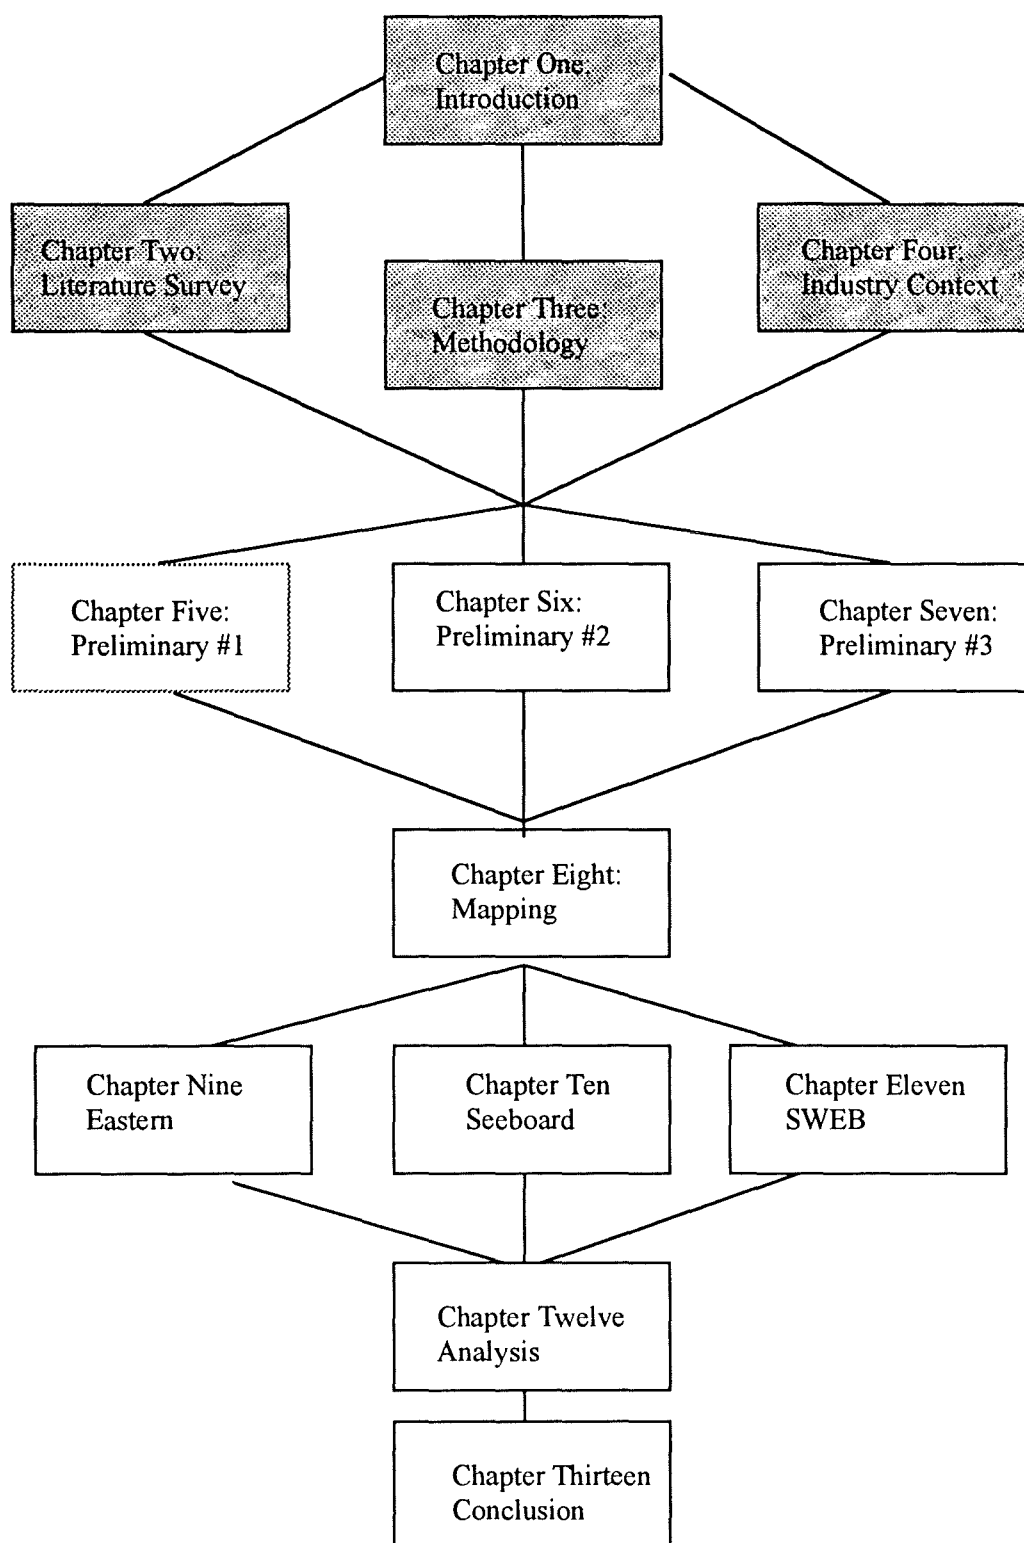 Chapter One:
Introduction
Chapter Two:
Literature Survey
Chapter Three:
Methodology
Chapter Four:
Industry Context
Chapter Five:
Preliminary #1
Chapter Six:
Preliminary #2
Chapter Seven:
Preliminary #3
Chapter Eight:
Mapping
Chapter Nine
Eastern
Chapter Ten
Seeboard
Chapter Eleven
SWEB
Chapter Twelve
Analysis
Chapter Thirteen
Conclusion